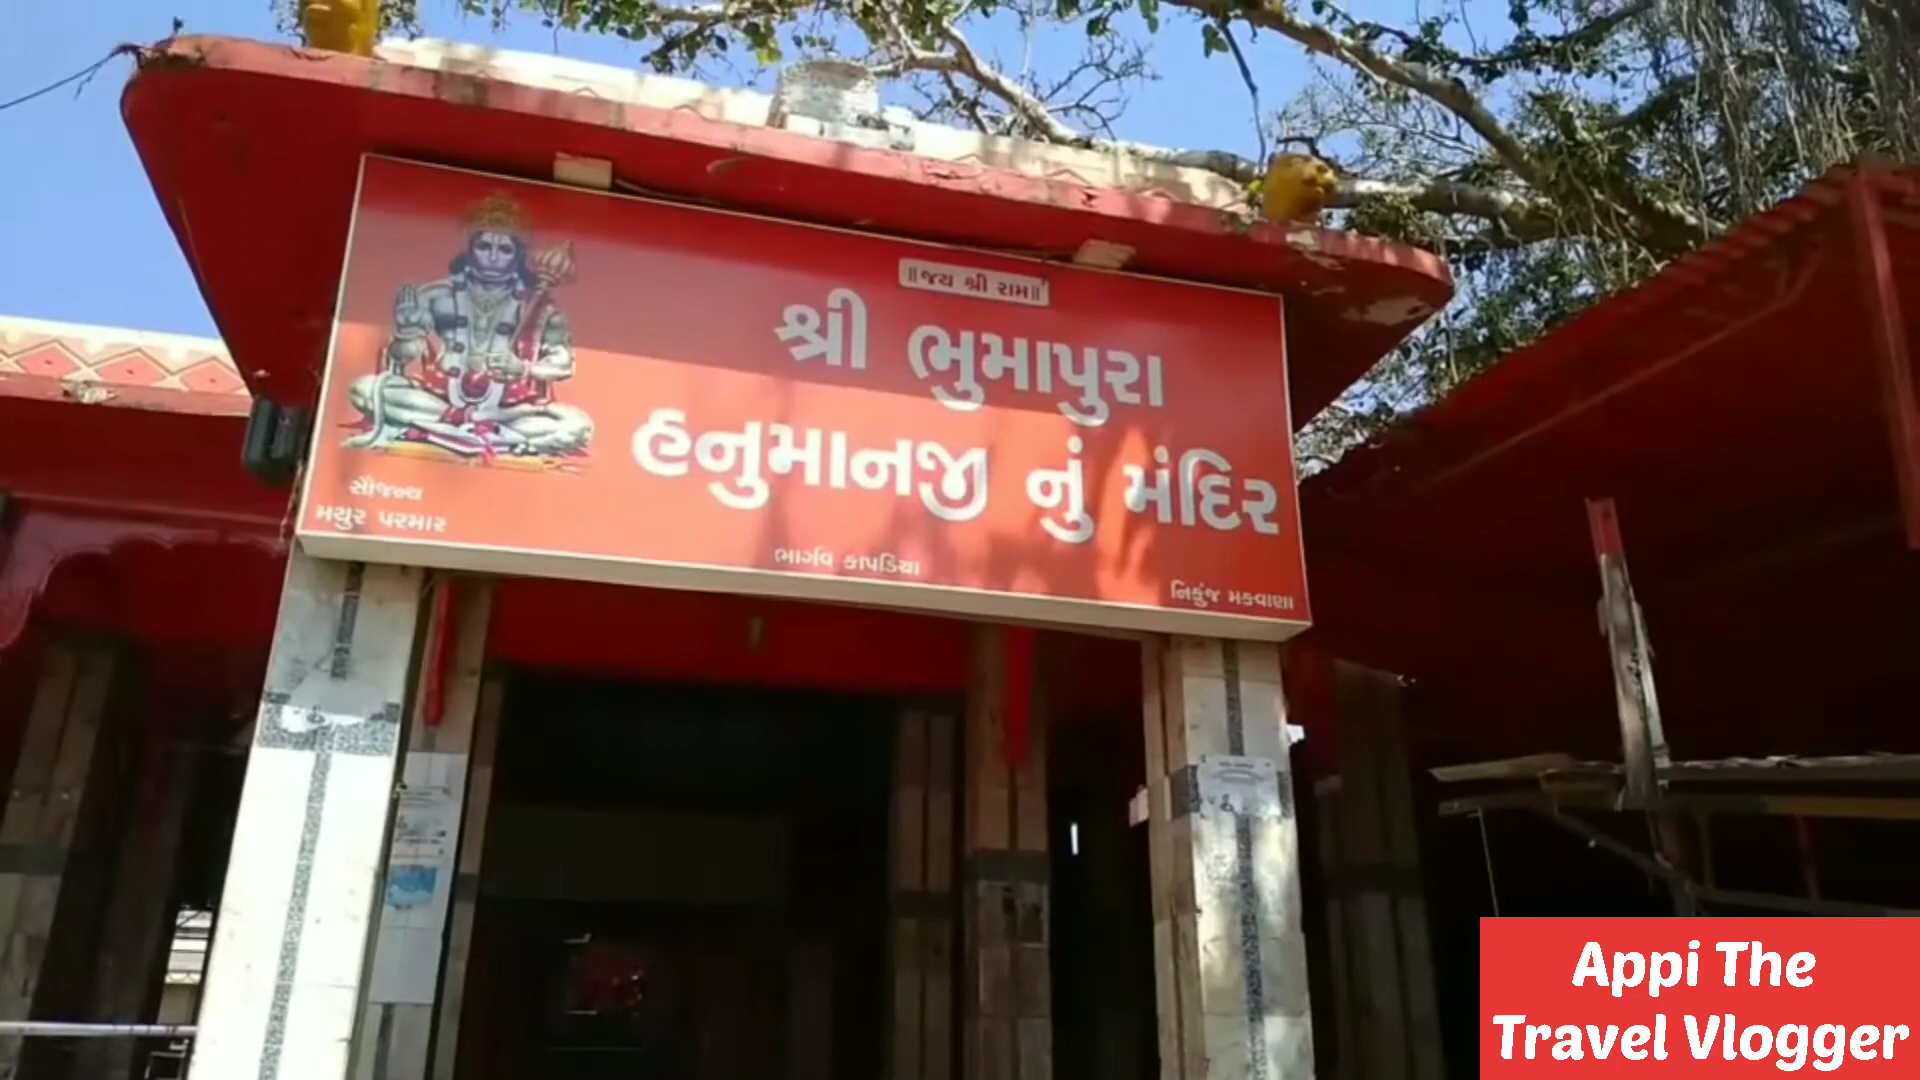 ॥જય શ્રી રામ॥
શ્રી ભુમાપુરા
હનુમાનજી નું મંદિર
સૌજન્ય
મયુર પરમાર
ભાર્ગવ કાપડિયા
નિકુંજ મકવાણા
Appi The
Travel Vlogger